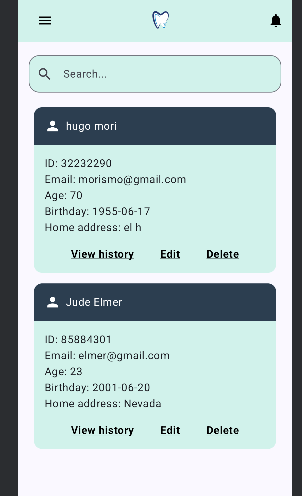 Search...
hugo mori
ID: 32232290
Email: morismo@gmail.com
Age: 70
Birthday: 1955-06-17
Home address: el h
View history Edit Delete
Jude Elmer
ID: 85884301
Email: elmer@gmail.com
Age: 23
Birthday: 2001-06-20
Home address: Nevada
View history Edit Delete